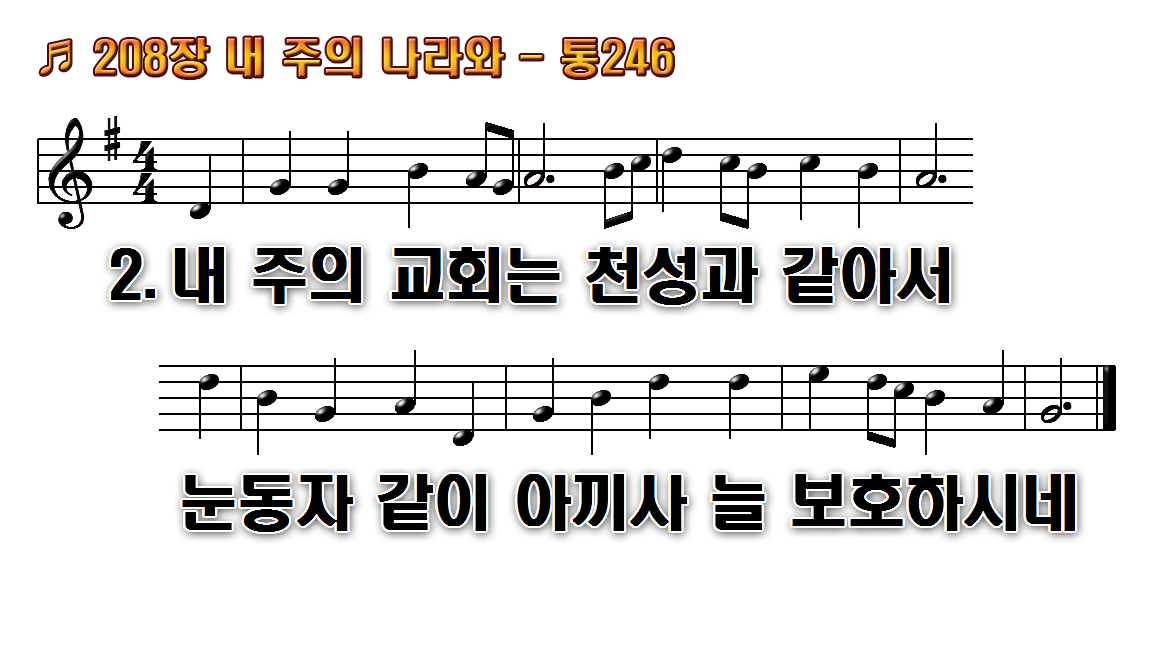 ♬ 208장 내 주의 나라와 - 통246
2. 내 주의 교회는 천성과 같아서
눈동자 같이 아끼사 늘 보호하시네